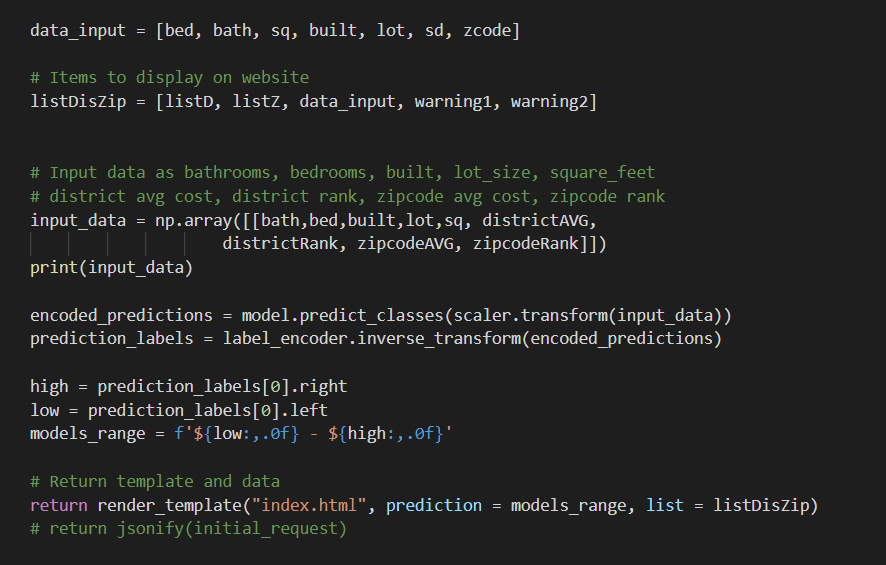 data_input = [bed, bath, sq, built, lot, sd, zcode]
# Items to display on website
listDisZip = [listD, listZ, data_input, warning1, warning2]
# Input data as bathrooms, bedrooms, built, lot_size, square_feet
# district avg cost, district rank, zipcode avg cost, zipcode rank
input_data = np.array([[bath,bed,built,lot,sq, districtAVG,
districtRank, zipcodeAVG, zipcodeRank]])
print(input_data)
encoded_predictions = model.predict_classes(scaler.transform(input_data))
prediction_labels = label_encoder.inverse_transform(encoded_predictions)
high = prediction_labels[0].right
low = prediction_labels[0].left
models_range = f'${low:,.0f} - ${high:,.0f}'
# Return template and data
return render_template("index.html", prediction = models_range, list = listDisZip)
# return jsonify(initial_request)